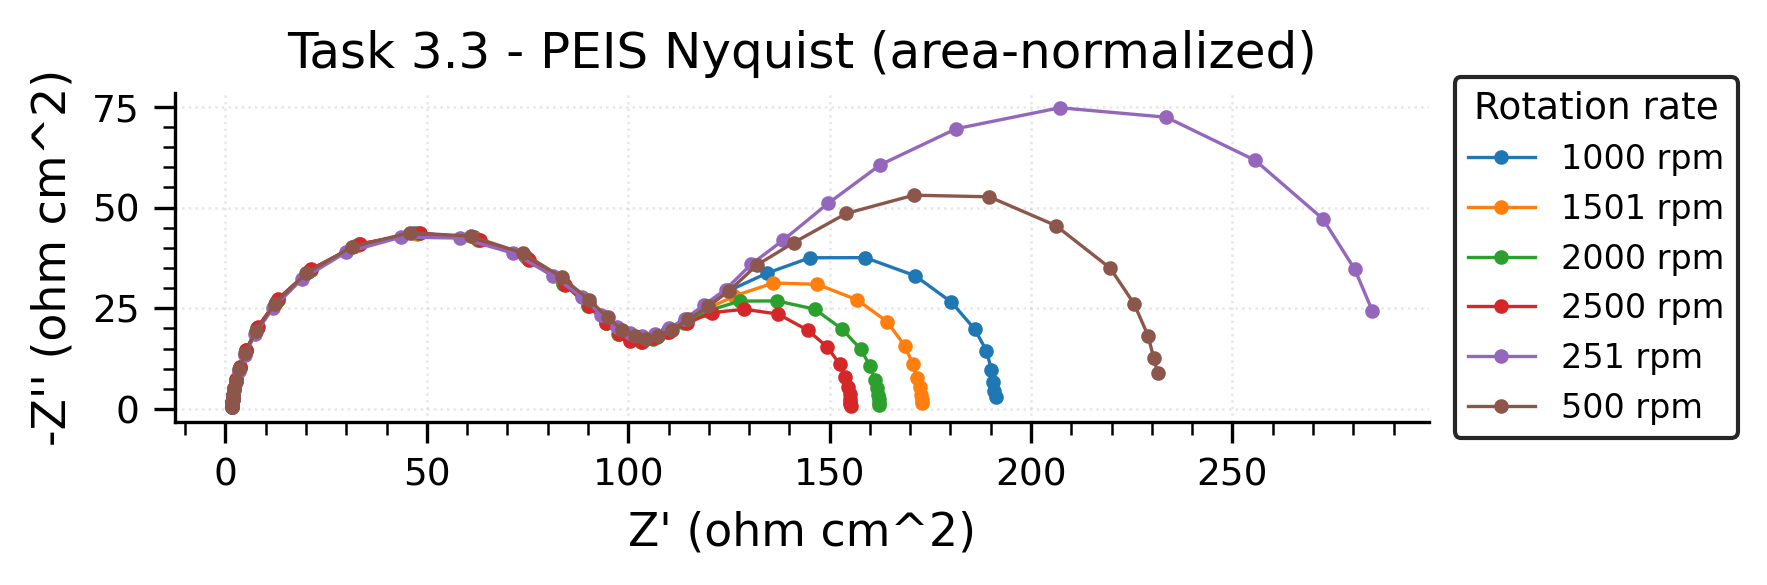 Task 3.3 - PEIS Nyquist (area-normalized)
-Z'' (ohm cm^2)
75
50
25
0
0 50 100 150 200 250
Z' (ohm cm^2)
Rotation rate
1000 rpm
1501 rpm
2000 rpm
2500 rpm
251 rpm
500 rpm